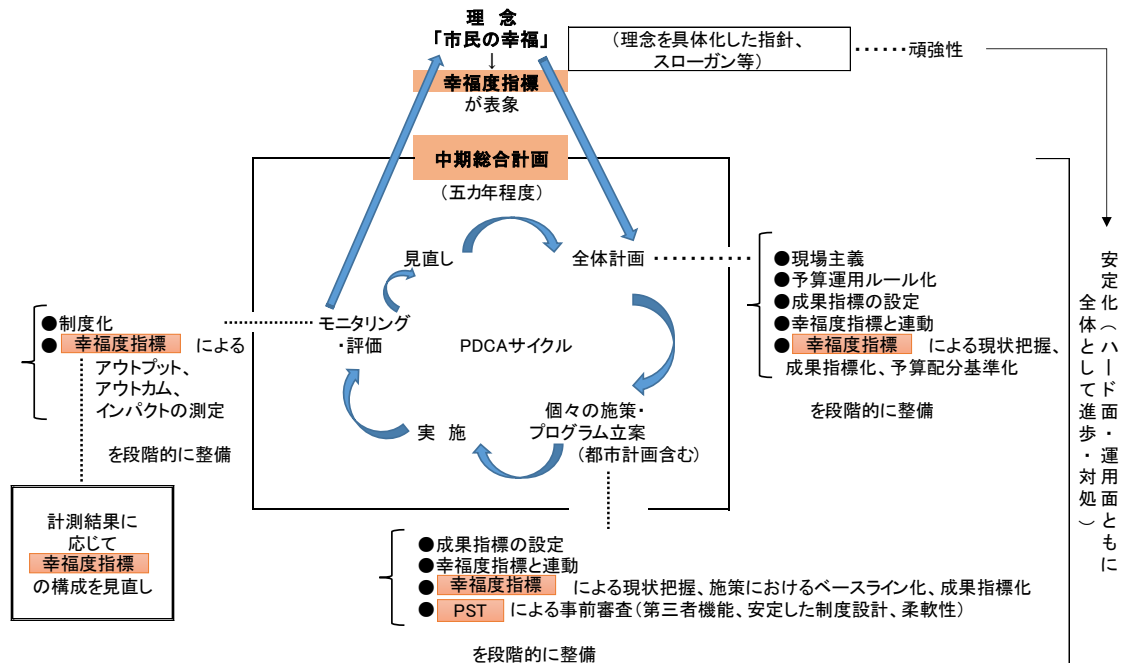 理 念
「市民の幸福」
↓
幸福度指標
が表象
（理念を具体化した指針、
スローガン等）
‥‥‥頑強性
中期総合計画
（五カ年程度）
見直し
全体計画
モニタリング
・評価
PDCAサイクル
実 施
個々の施策・
プログラム立案
（都市計画含む）
●制度化
● 幸福度指標 による
アウトプット、
アウトカム、
インパクトの測定
を段階的に整備
計測結果に
応じて
幸福度指標
の構成を見直し
●現場主義
●予算運用ルール化
●成果指標の設定
●幸福度指標と連動
● 幸福度指標 による現状把握、
成果指標化、予算配分基準化
を段階的に整備
●成果指標の設定
●幸福度指標と連動
● 幸福度指標 による現状把握、施策におけるベースライン化、成果指標化
● PST による事前審査（第三者機能、安定した制度設計、柔軟性）
を段階的に整備
安定化（ハード面・運用面ともに
全体として進歩・対処）